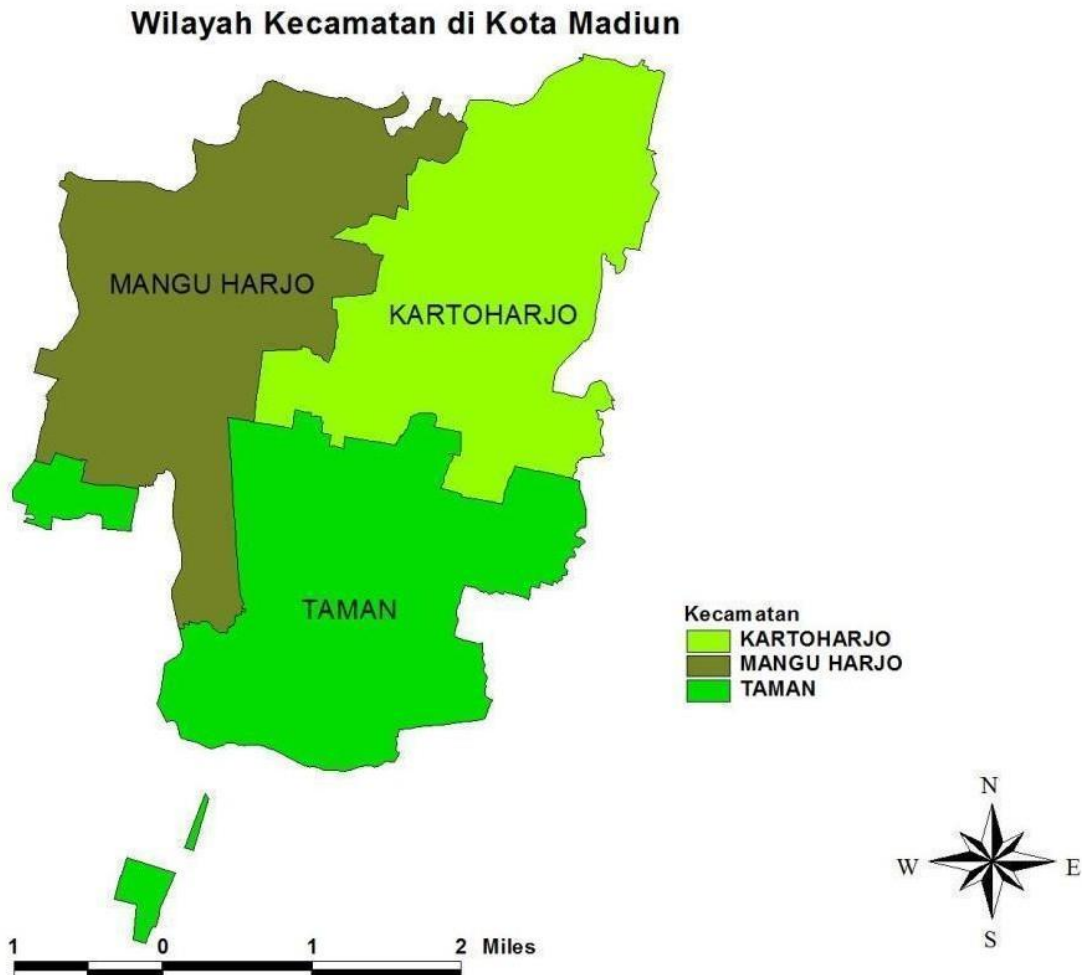 Wilayah Kecamatan di Kota Madiun
MANGU HARJO
KARTOHARJO
TAMAN
Kecamatan
KARTOHARJO
MANGU HARJO
TAMAN
N
W E
S
1 0 1 2 Miles